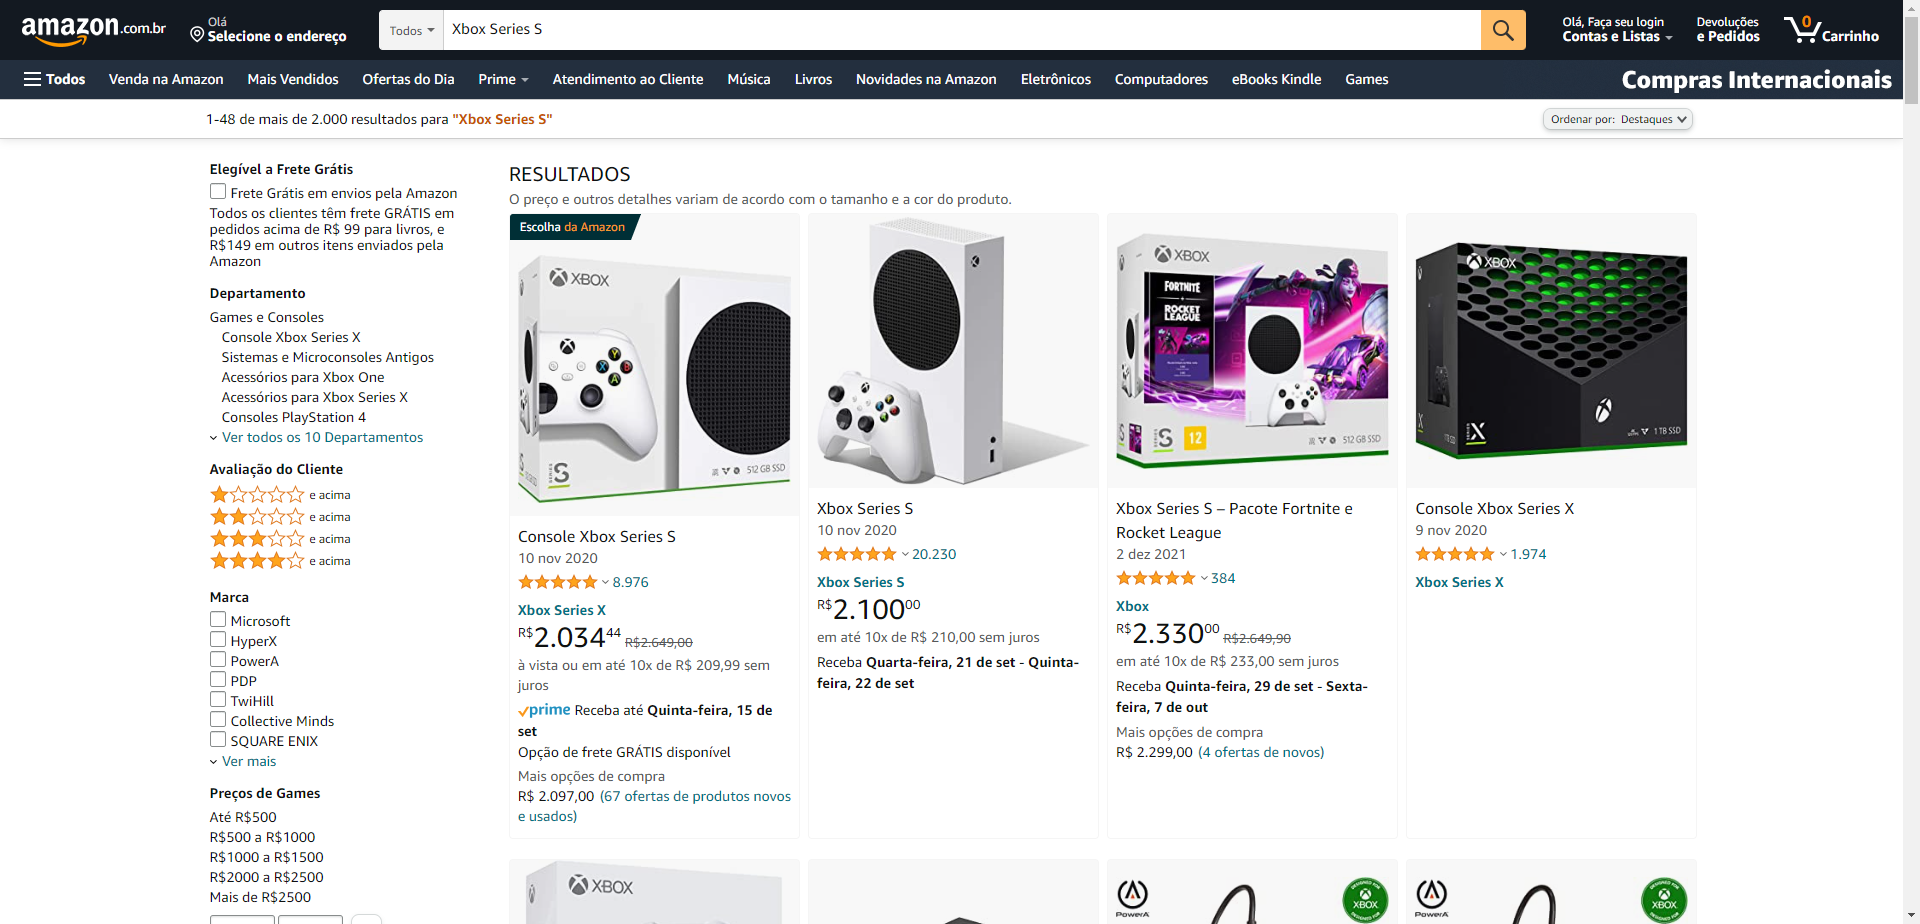 amazon.com.br
Olá
Selecione o endereço
Todos
Xbox Series S
Olá, Faça seu login
Contas e Listas
Devoluções
e Pedidos
0
Carrinho
Todos
Venda na Amazon
Mais Vendidos
Ofertas do Dia
Prime
Atendimento ao Cliente
Música
Livros
Novidades na Amazon
Eletrônicos
Computadores
eBooks Kindle
Games
Compras Internacionais
1-48 de mais de 2.000 resultados para "Xbox Series S"
Ordenar por: Destaques
Elegível a Frete Grátis
Frete Grátis em envios pela Amazon
Todos os clientes têm frete GRÁTIS em
pedidos acima de R$ 99 para livros, e
R$149 em outros itens enviados pela
Amazon
Departamento
Games e Consoles
Console Xbox Series X
Sistemas e Microconsoles Antigos
Acessórios para Xbox One
Acessórios para Xbox Series X
Consoles PlayStation 4
Ver todos os 10 Departamentos
Avaliação do Cliente
e acima
e acima
e acima
e acima
Marca
Microsoft
HyperX
PowerA
PDP
TwiHill
Collective Minds
SQUARE ENIX
Ver mais
Preços de Games
Até R$500
R$500 a R$1000
R$1000 a R$1500
R$2000 a R$2500
Mais de R$2500
RESULTADOS
O preço e outros detalhes variam de acordo com o tamanho e a cor do produto.
Escolha da Amazon
XBOX
Y
X
B
A
SERIES
S
512 GB SSD
Console Xbox Series S
10 nov 2020
8.976
Xbox Series X
R$2.03444 R$2.649,00
à vista ou em até 10x de R$ 209,99 sem
juros
prime Receba até Quinta-feira, 15 de
set
Opção de frete GRÁTIS disponível
Mais opções de compra
R$ 2.097,00 (67 ofertas de produtos novos
e usados)
Xbox Series S
10 nov 2020
20.230
Xbox Series S
R$2.10000
em até 10x de R$ 210,00 sem juros
Receba Quarta-feira, 21 de set - Quinta-
feira, 22 de set
XBOX
FORTNITE
+
ROCKET
LEAGUE
S
S
12
512 GB SSD
Xbox Series S – Pacote Fortnite e
Rocket League
2 dez 2021
384
Xbox
R$2.33000 R$2.649,90
em até 10x de R$ 233,00 sem juros
Receba Quinta-feira, 29 de set - Sexta-
feira, 7 de out
Mais opções de compra
R$ 2.299,00 (4 ofertas de novos)
XBOX
X
SERIES
X
1 TB SSD
Console Xbox Series X
9 nov 2020
1.974
Xbox Series X
XBOX
PowerA
DESIGNED FOR
XBOX
PowerA
DESIGNED FOR
XBOX